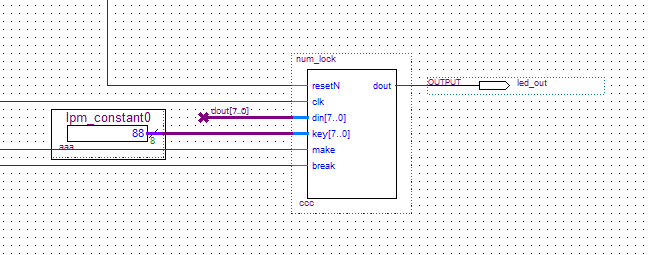 num_lock
resetN
dout
OUTPUT
led_out
clk
dout[7..0]
din[7..0]
lpm_constant0
88
8
key[7..0]
aaa
make
break
ccc